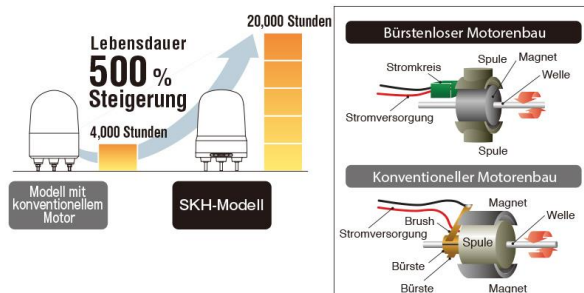 20,000 Stunden
Lebensdauer
500 %
Steigerung
4,000 Stunden
Modell mit
konventionellem
Motor
SKH-Modell
Bürstenloser Motorenbau
Spule
Magnet
Stromkreis
Welle
Stromversorgung
Spule
Konventioneller Motorenbau
Magnet
Welle
Brush
Stromversorgung
Spule
Bürste
Bürste
Magnet